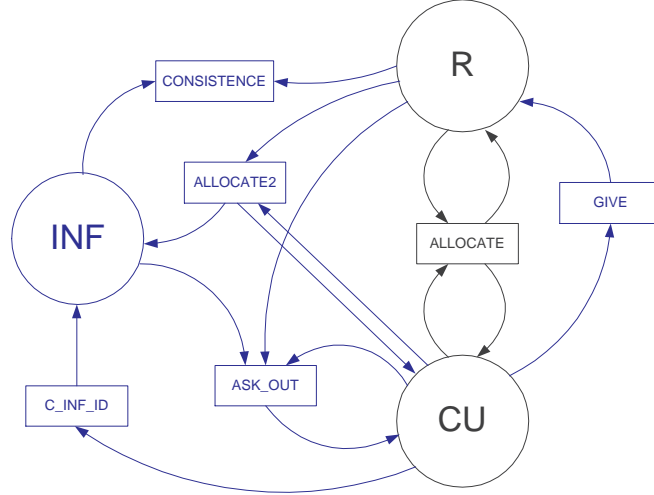 R
CONSISTENCE
ALLOCATE2
GIVE
INF
ALLOCATE
ASK_OUT
C_INF_ID
CU